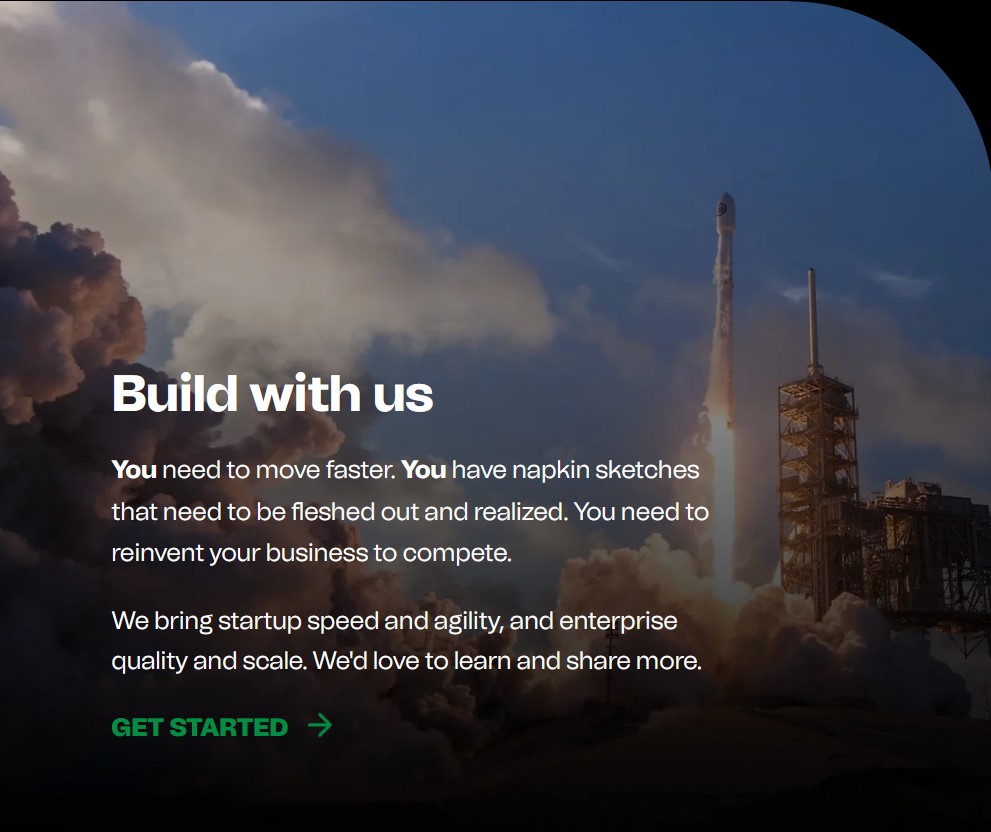 Build with us
You need to move faster. You have napkin sketches
that need to be fleshed out and realized. You need to
reinvent your business to compete.
We bring startup speed and agility, and enterprise
quality and scale. We'd love to learn and share more.
GET STARTED →